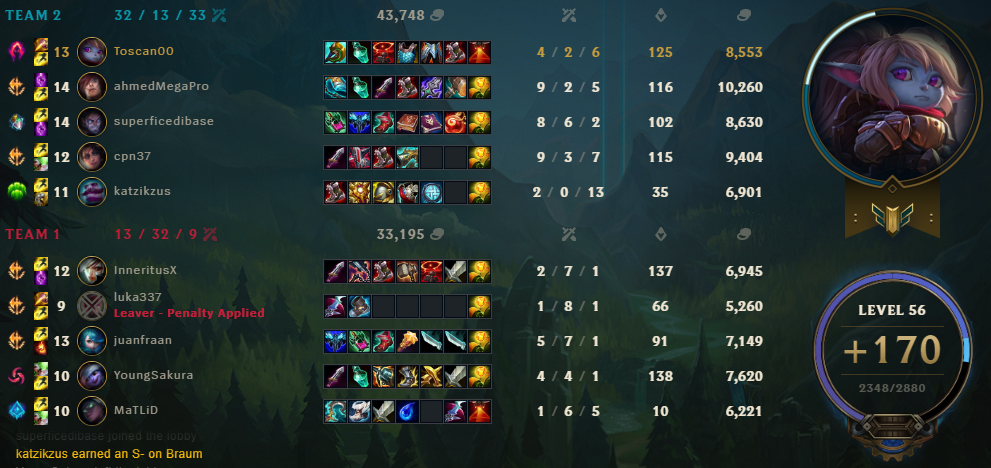 TEAM 2 32 / 13 / 33 43,748
13 Toscan00 4 / 2 / 6 125 8,553
14 ahmedMegaPro 9 / 2 / 5 116 10,260
14 superficedibase 8 / 6 / 2 102 8,630
12 cpn37 9 / 3 / 7 115 9,404
11 katzikzus 2 / 0 / 13 35 6,901
TEAM 1 13 / 32 / 9 33,195
12 InneritusX 2 / 7 / 1 137 6,945
9 luka337 1 / 8 / 1 66 5,260
Leaver - Penalty Applied
13 juanfraan 5 / 7 / 1 91 7,149
10 YoungSakura 4 / 4 / 1 138 7,620
10 MaTLiD 1 / 6 / 5 10 6,221
superficedibase joined the lobby
katzikzus earned an S- on Braum
LEVEL 56
+170
2348/2880